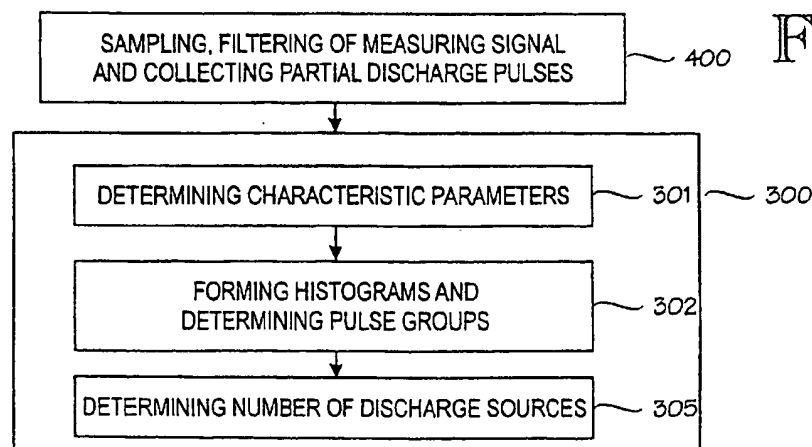 SAMPLING, FILTERING OF MEASURING SIGNAL
AND COLLECTING PARTIAL DISCHARGE PULSES
400
F
DETERMINING CHARACTERISTIC PARAMETERS
301
300
FORMING HISTOGRAMS AND
DETERMINING PULSE GROUPS
302
DETERMINING NUMBER OF DISCHARGE SOURCES
305